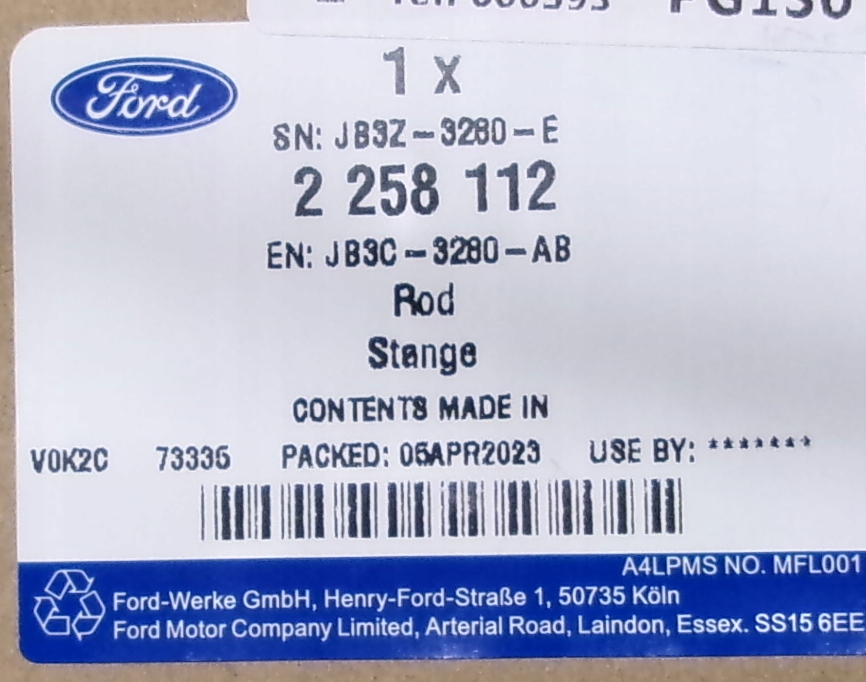 1 x
Ford
SN: JB3Z-3280-E
2 258 112
EN: JB3C-3280-AB
Rod
Stange
CONTENTS MADE IN
V0K2C 73335 PACKED: 05APR2023 USE BY: *******
A4LPMS NO. MFL001
Ford-Werke GmbH, Henry-Ford-Straße 1, 50735 Köln
Ford Motor Company Limited, Arterial Road, Laindon, Essex. SS15 6EE